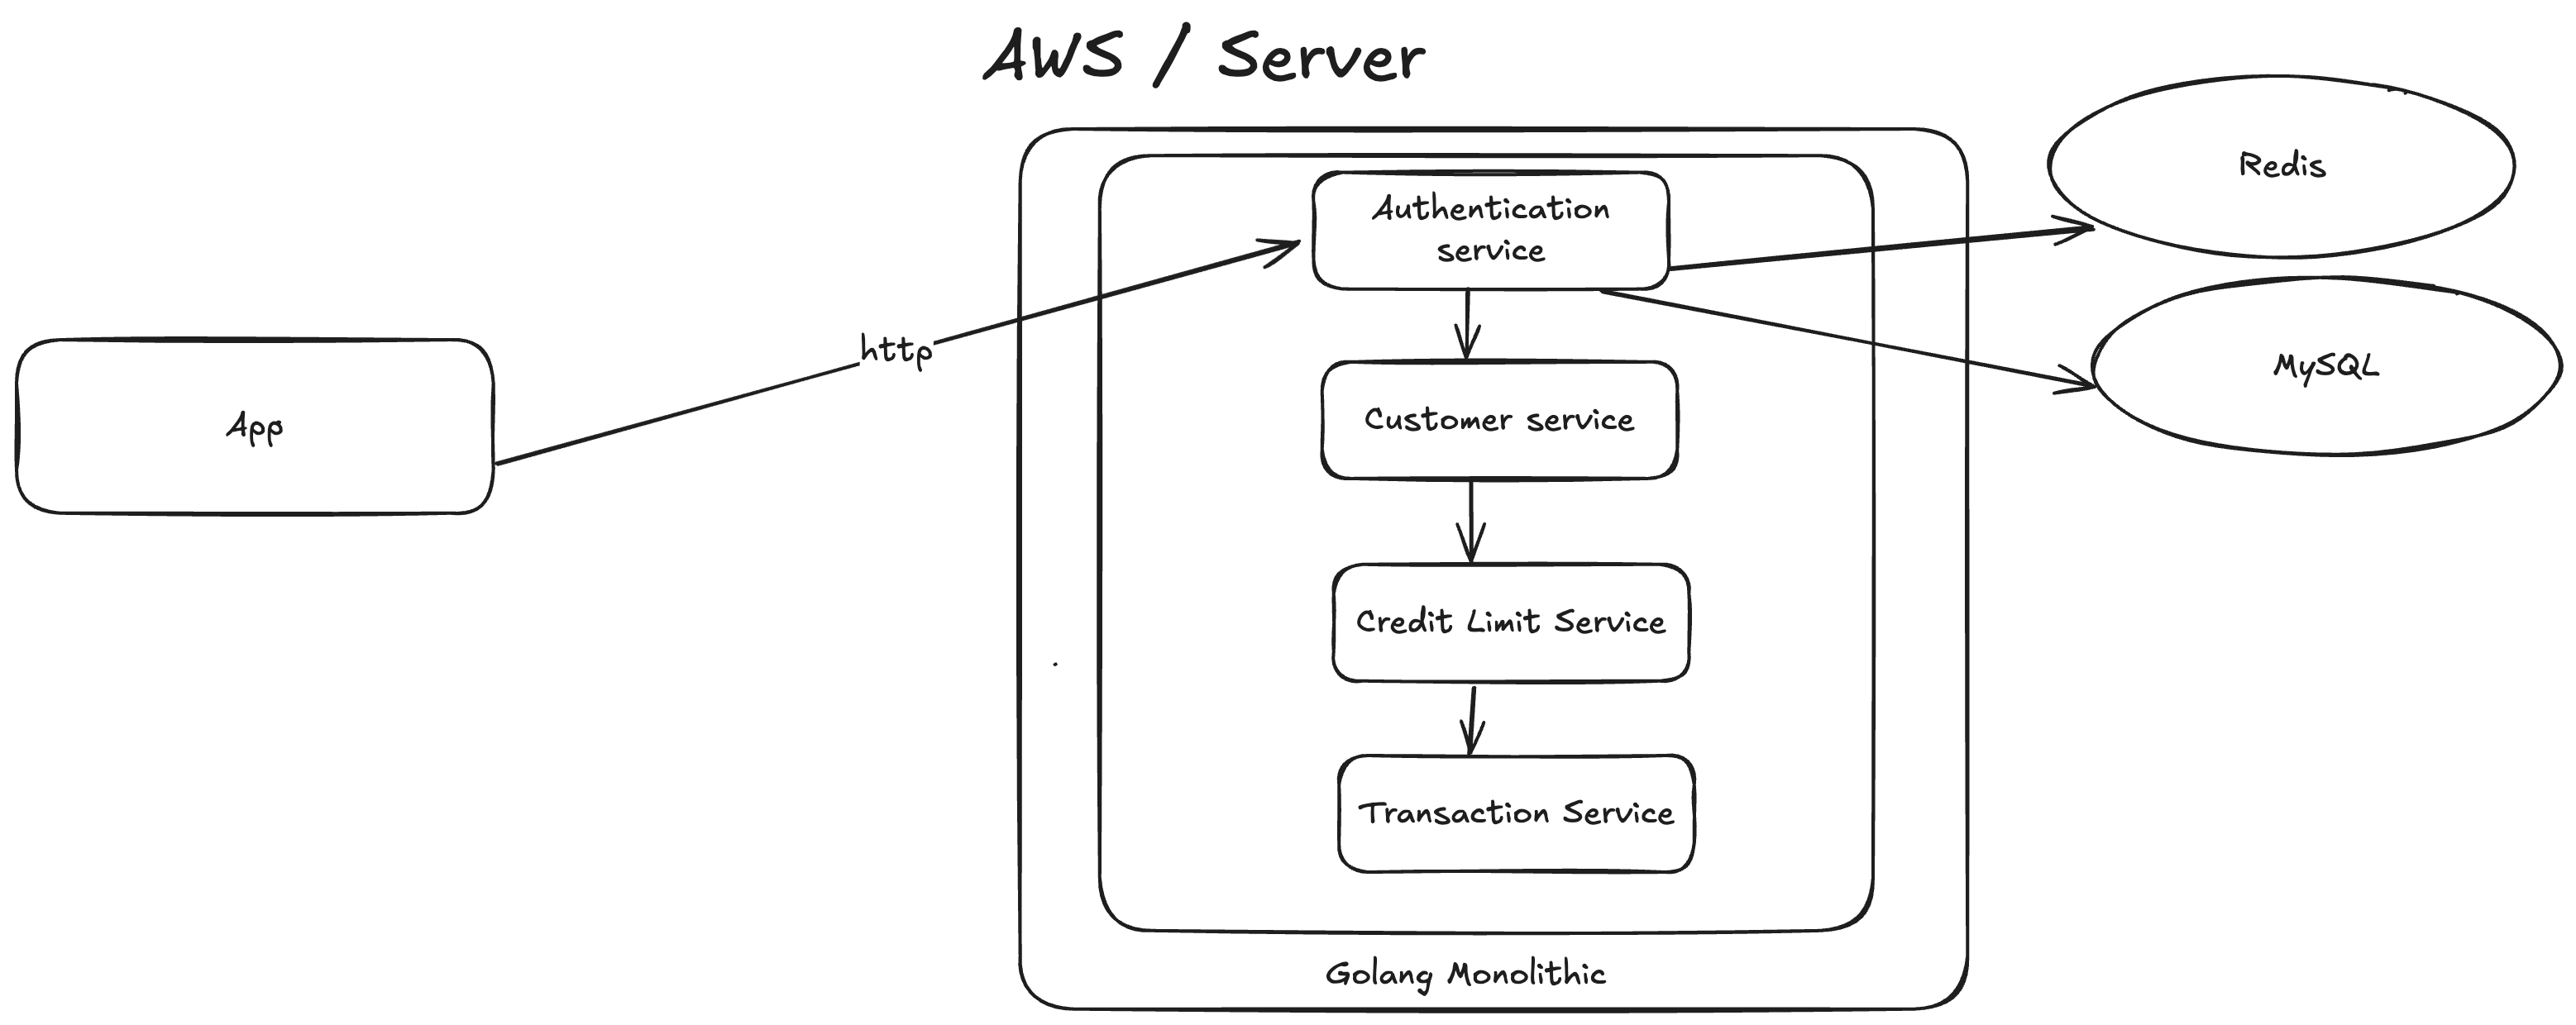 AWS / Server
Redis
Authentication
service
http
MySQL
App
Customer service
Credit Limit Service
Transaction Service
Golang Monolithic